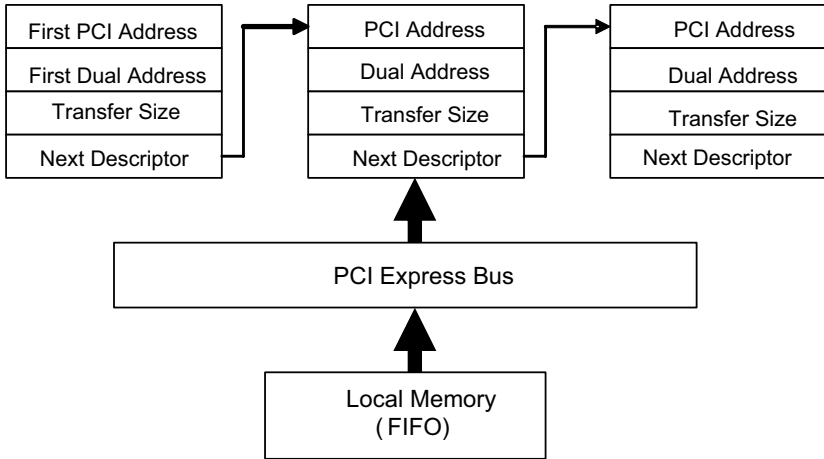 First PCI Address
First Dual Address
Transfer Size
Next Descriptor
PCI Address
Dual Address
Transfer Size
Next Descriptor
PCI Address
Dual Address
Transfer Size
Next Descriptor
PCI Express Bus
Local Memory
( FIFO)